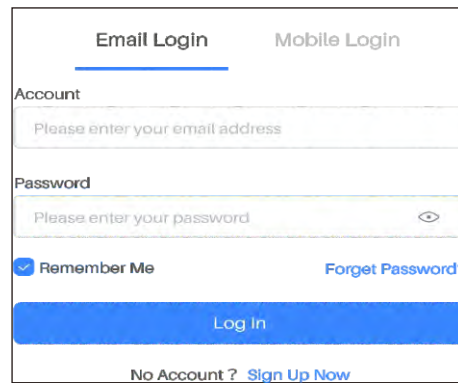 Email Login Mobile Login
Account
Please enter your email address
Password
Please enter your password
Remember Me Forget Password
Log In
No Account ? Sign Up Now